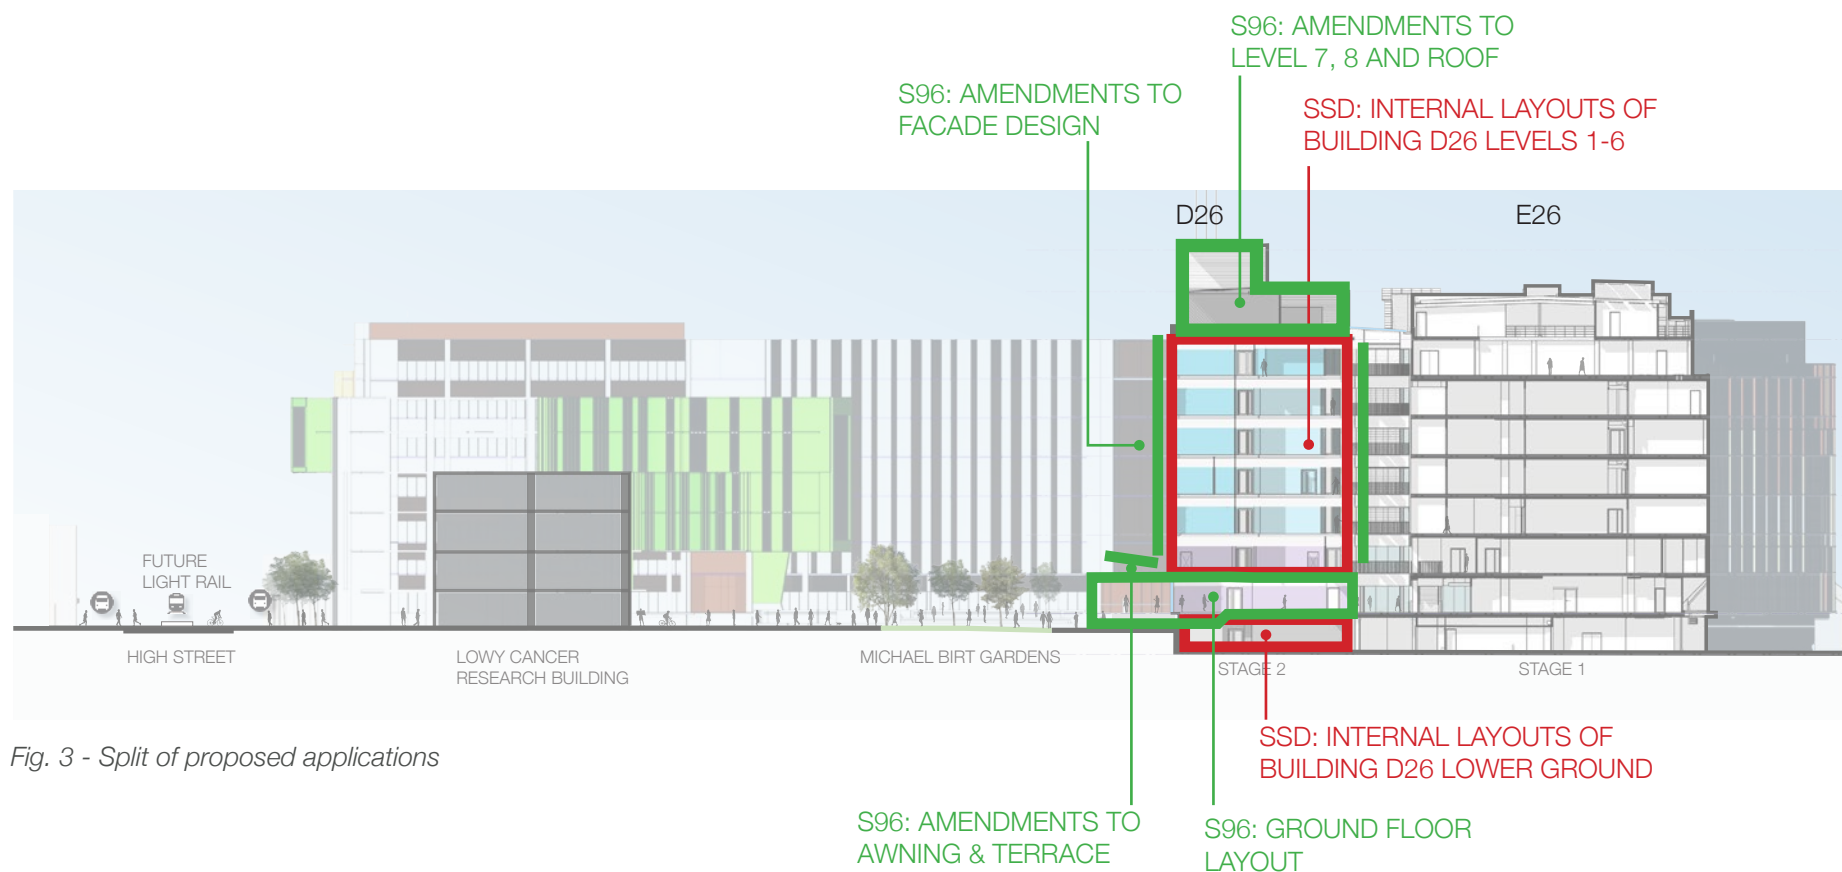 S96: AMENDMENTS TO
LEVEL 7, 8 AND ROOF
S96: AMENDMENTS TO
FACADE DESIGN
SSD: INTERNAL LAYOUTS OF
BUILDING D26 LEVELS 1-6
D26
E26
FUTURE
LIGHT RAIL
HIGH STREET
LOWY CANCER
RESEARCH BUILDING
MICHAEL BIRT GARDENS
STAGE 2
STAGE 1
SSD: INTERNAL LAYOUTS OF
BUILDING D26 LOWER GROUND
Fig. 3 - Split of proposed applications
S96: AMENDMENTS TO
AWNING & TERRACE
S96: GROUND FLOOR
LAYOUT